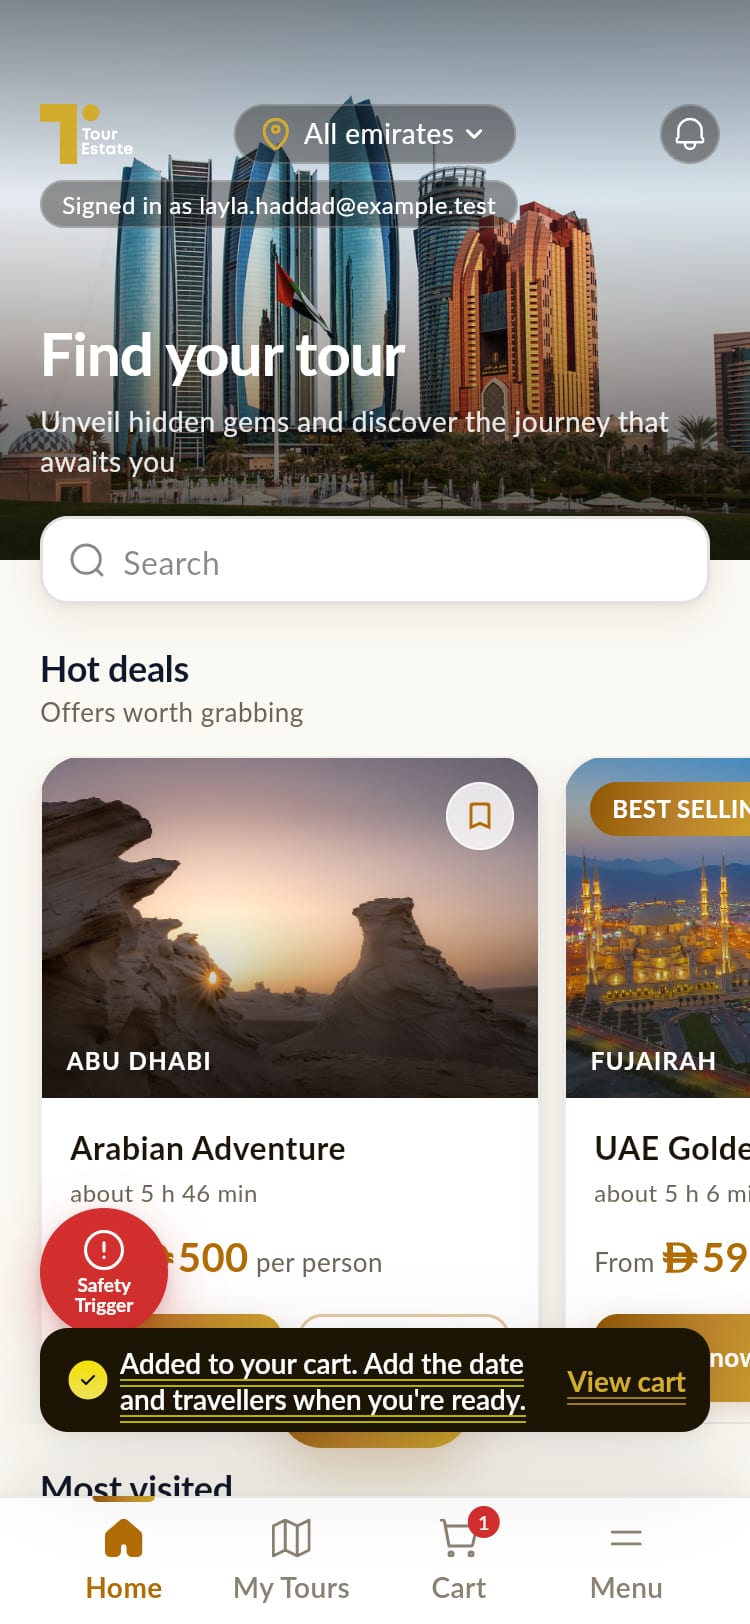 Tour
Estate
All emirates
Signed in as layla.haddad@example.test
Find your tour
Unveil hidden gems and discover the journey that
awaits you
Search
Hot deals
Offers worth grabbing
BEST SELLIN
ABU DHABI
FUJAIRAH
Arabian Adventure
about 5 h 46 min
500 per person
UAE Golde
about 5 h 6 mi
From 59
Safety
Trigger
now
Added to your cart. Add the date
and travellers when you're ready.
View cart
Most visited
1
Home
My Tours
Cart
Menu